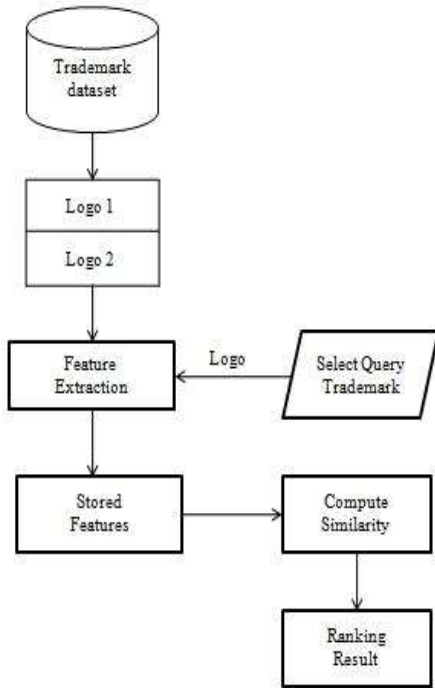 Trademark
dataset
Logo 1
Logo 2
Feature
Extraction
Logo
Select Query
Trademark
Stored
Features
Compute
Similarity
Ranking
Result